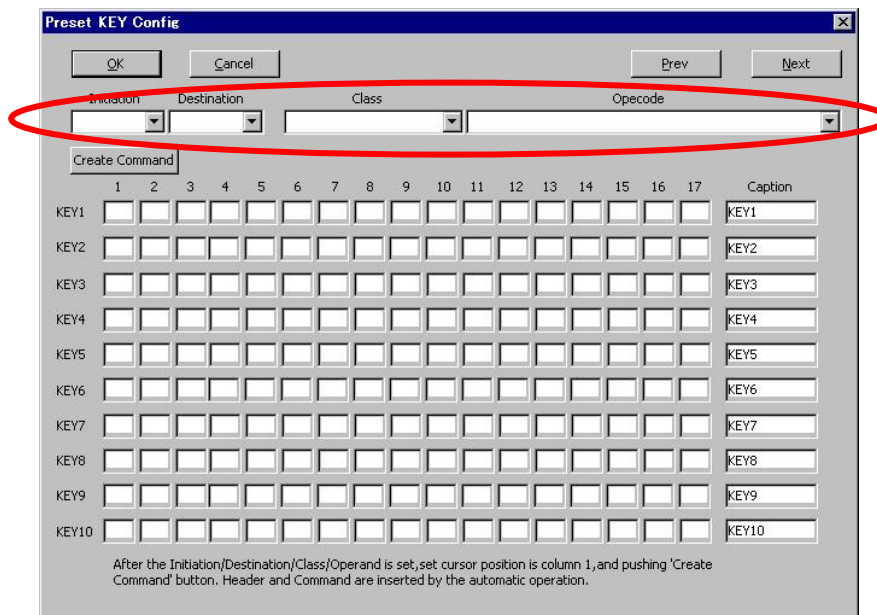 Preset KEY Config
OK Cancel Prev Next
Initiation Destination Class Opecode
Create Command
1 2 3 4 5 6 7 8 9 10 11 12 13 14 15 16 17 Caption
KEY1 KEY1
KEY2 KEY2
KEY3 KEY3
KEY4 KEY4
KEY5 KEY5
KEY6 KEY6
KEY7 KEY7
KEY8 KEY8
KEY9 KEY9
KEY10 KEY10
After the Initiation/Destination/Class/Operand is set,set cursor position is column 1,and pushing 'Create
Command' button. Header and Command are inserted by the automatic operation.